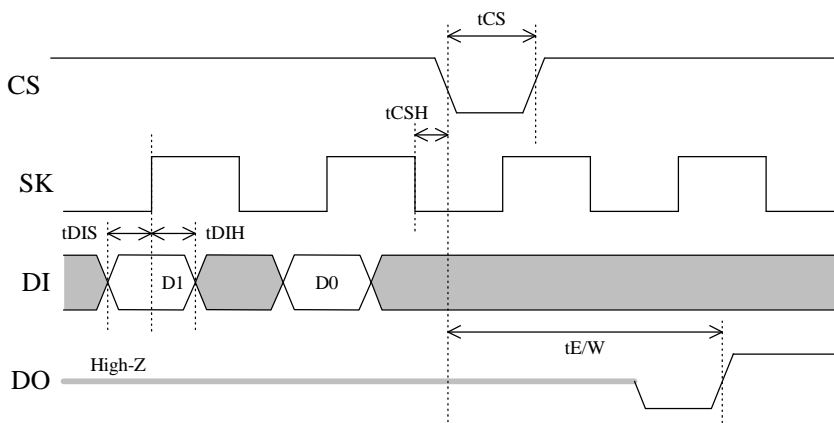 tCS
CS
tCSH
SK
tDIS
tDIH
DI
D1
D0
tE/W
High-Z
DO